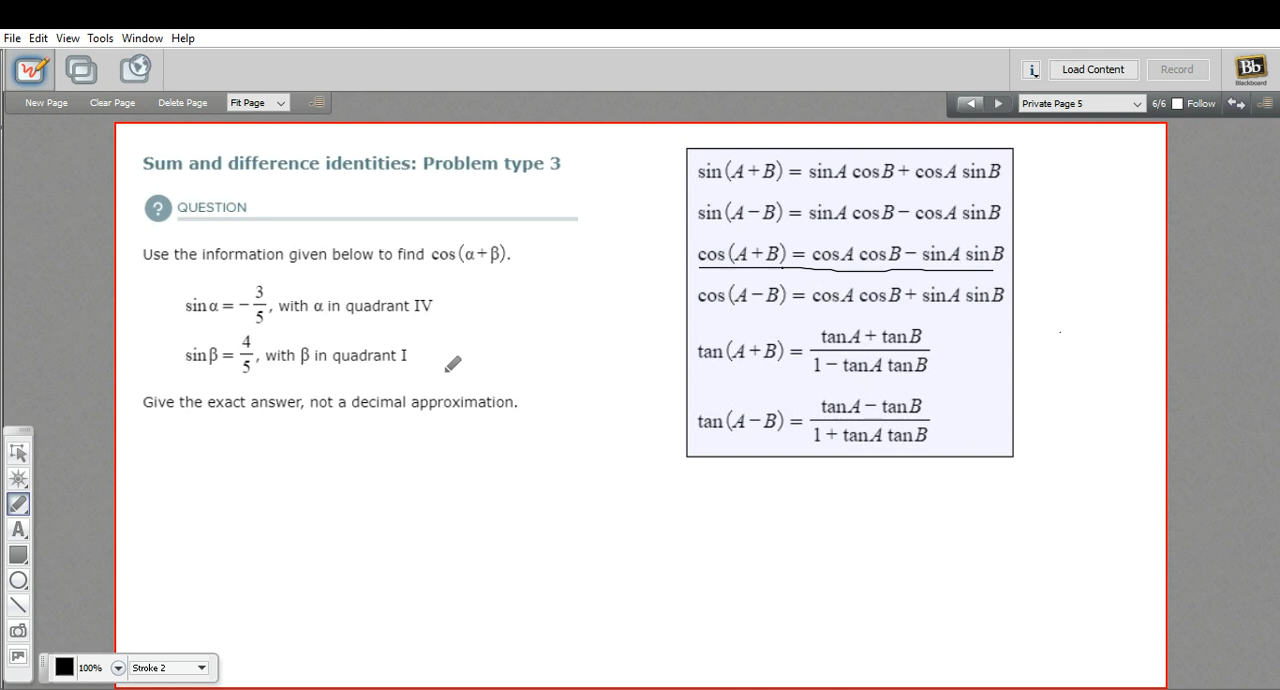 File Edit View Tools Window Help
i Load Content Record Bb
Blackboard
New Page Clear Page Delete Page Fit Page Private Page 5 6/6 Follow
Sum and difference identities: Problem type 3
? QUESTION
Use the information given below to find cos(α+β).
sin α = −3/5, with α in quadrant IV
sin β = 4/5, with β in quadrant I
Give the exact answer, not a decimal approximation.
sin(A+B) = sinA cosB + cosA sinB
sin(A−B) = sinA cosB − cosA sinB
cos(A+B) = cosA cosB − sinA sinB
cos(A−B) = cosA cosB + sinA sinB
tan(A+B) = (tanA + tanB)/(1 − tanA tanB)
tan(A−B) = (tanA − tanB)/(1 + tanA tanB)
A
100% Stroke 2